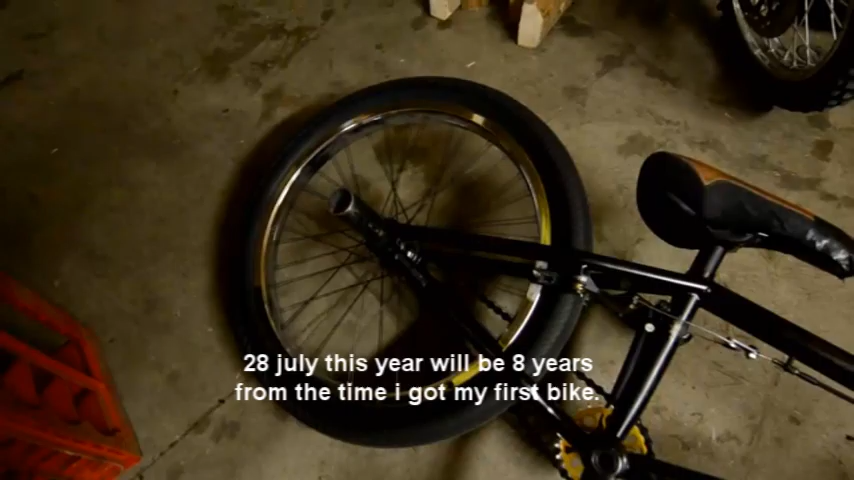 28 july this year will be 8 years
from the time i got my first bike.